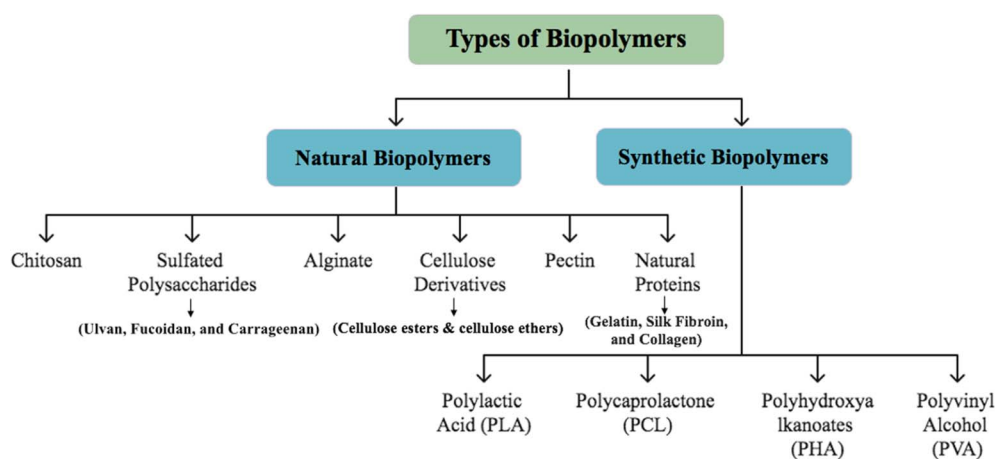 Types of Biopolymers
Natural Biopolymers
Synthetic Biopolymers
Chitosan
Sulfated
Polysaccharides
(Ulvan, Fucoidan, and Carrageenan)
Alginate
Cellulose
Derivatives
(Cellulose esters & cellulose ethers)
Pectin
Natural
Proteins
(Gelatin, Silk Fibroin,
and Collagen)
Polylactic
Acid (PLA)
Polycaprolactone
(PCL)
Polyhydroxya
lkanoates
(PHA)
Polyvinyl
Alcohol
(PVA)